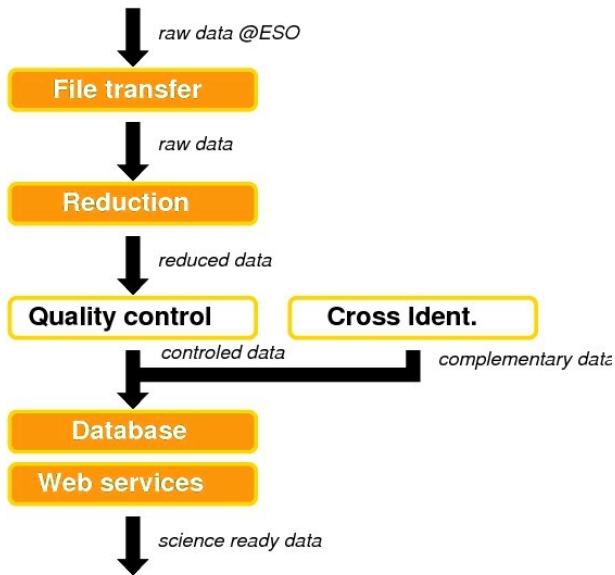 raw data @ESO
File transfer
raw data
Reduction
reduced data
Quality control
Cross Ident.
controled data
complementary data
Database
Web services
science ready data